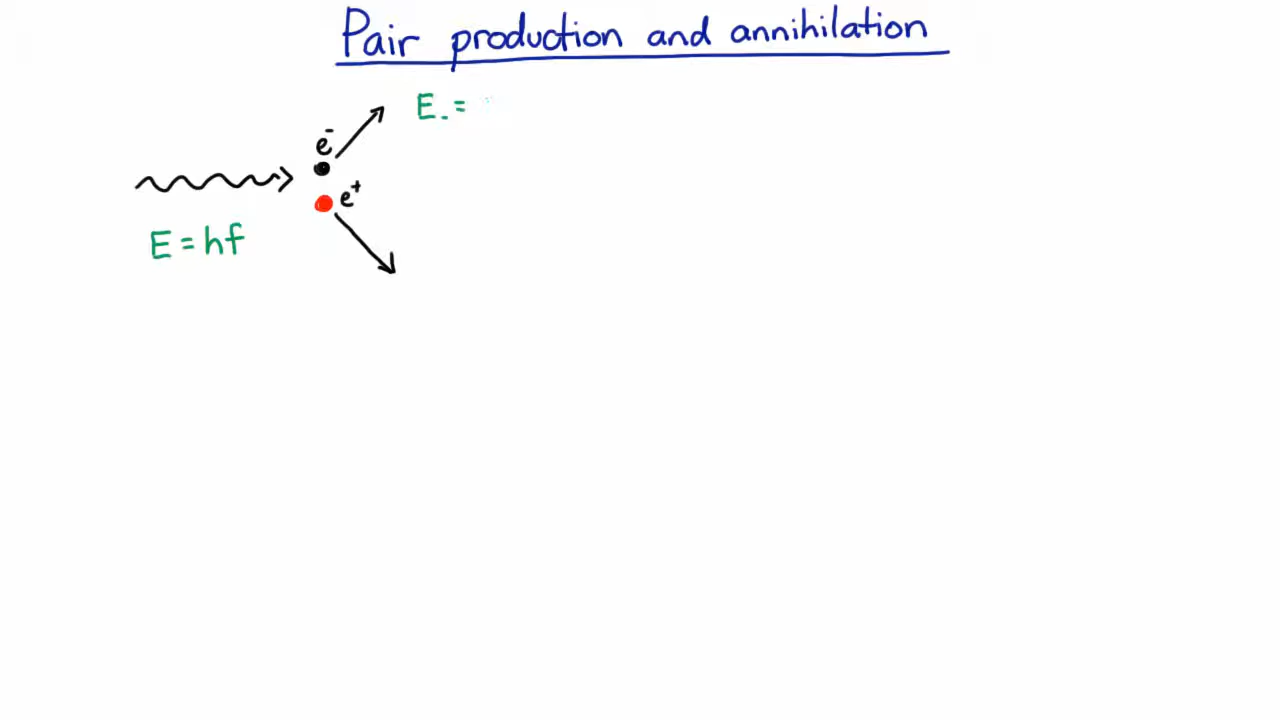 Pair production and annihilation
E₋ =
e⁻
e⁺
E = hf